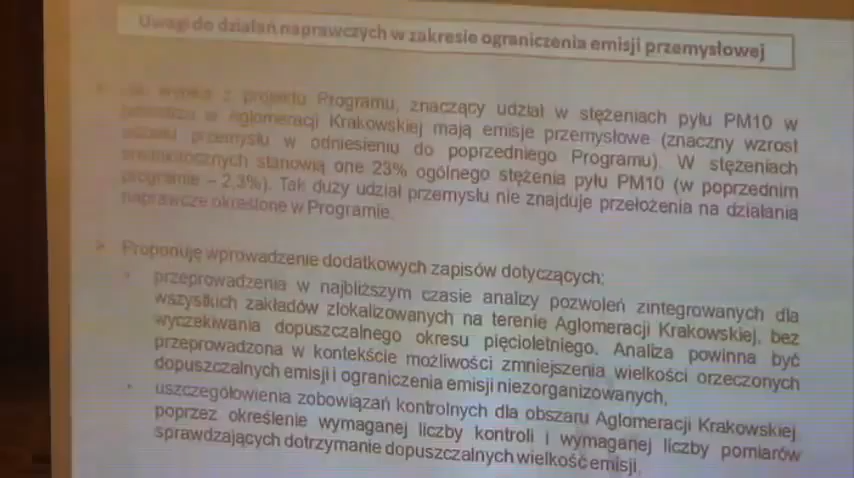 Uwagi do działań naprawczych w zakresie ograniczenia emisji przemysłowej
Jak wynika z projektu Programu, znaczący udział w stężeniach pyłu PM10 w
powietrzu w Aglomeracji Krakowskiej mają emisje przemysłowe (znaczny wzrost
udziału przemysłu w odniesieniu do poprzedniego Programu). W stężeniach
średniorocznych stanowią one 23% ogólnego stężenia pyłu PM10 (w poprzednim
programie – 2,3%). Tak duży udział przemysłu nie znajduje przełożenia na działania
naprawcze określone w Programie.
Proponuję wprowadzenie dodatkowych zapisów dotyczących:
przeprowadzenia w najbliższym czasie analizy pozwoleń zintegrowanych dla
wszystkich zakładów zlokalizowanych na terenie Aglomeracji Krakowskiej, bez
wyczekiwania dopuszczalnego okresu pięcioletniego. Analiza powinna być
przeprowadzona w kontekście możliwości zmniejszenia wielkości orzeczonych
dopuszczalnych emisji i ograniczenia emisji niezorganizowanych,
uszczegółowienia zobowiązań kontrolnych dla obszaru Aglomeracji Krakowskiej
poprzez określenie wymaganej liczby kontroli i wymaganej liczby pomiarów
sprawdzających dotrzymanie dopuszczalnych wielkość emisji,